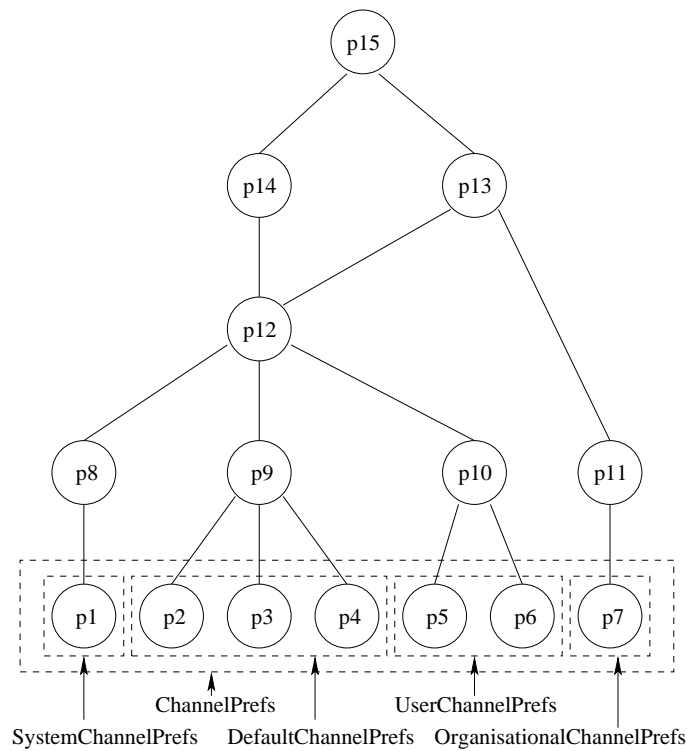 p15
p14 p13
p12
p8 p9 p10 p11
p1 p2 p3 p4 p5 p6 p7
ChannelPrefs UserChannelPrefs
SystemChannelPrefs DefaultChannelPrefs OrganisationalChannelPrefs